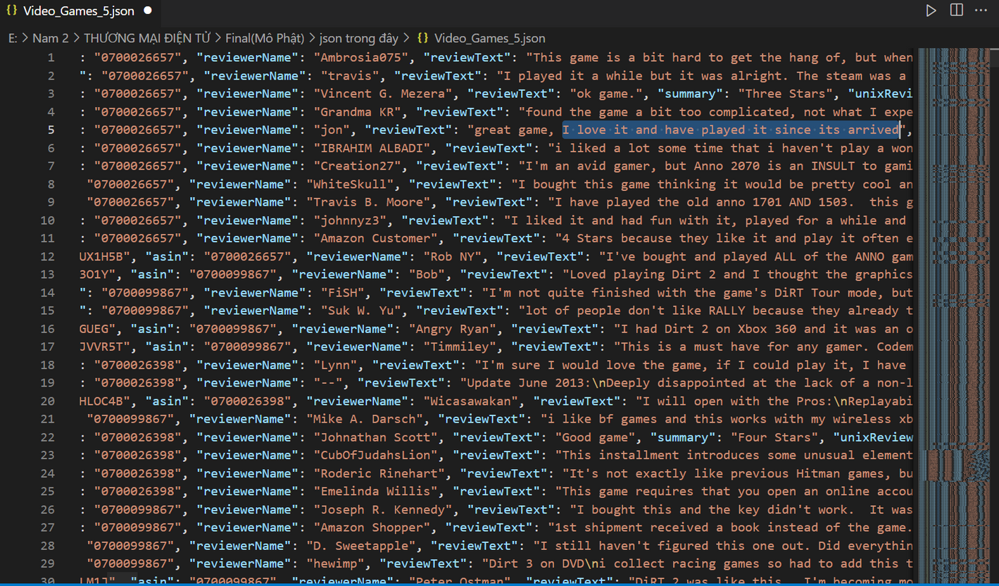 {} Video_Games_5.json ●
E: > Nam 2 > THƯƠNG MẠI ĐIỆN TỬ > Final(Mô Phật) > json trong đây > {} Video_Games_5.json
1 : "0700026657", "reviewerName": "Ambrosia075", "reviewText": "This game is a bit hard to get the hang of, but when
2 ": "0700026657", "reviewerName": "travis", "reviewText": "I played it a while but it was alright. The steam was a
3 : "0700026657", "reviewerName": "Vincent G. Mezera", "reviewText": "ok game.", "summary": "Three Stars", "unixRevi
4 : "0700026657", "reviewerName": "Grandma KR", "reviewText": "found the game a bit too complicated, not what I expe
5 : "0700026657", "reviewerName": "jon", "reviewText": "great game, I love it and have played it since its arrived",
6 : "0700026657", "reviewerName": "IBRAHIM ALBADI", "reviewText": "i liked a lot some time that i haven't play a won
7 : "0700026657", "reviewerName": "Creation27", "reviewText": "I'm an avid gamer, but Anno 2070 is an INSULT to gami
8 "0700026657", "reviewerName": "WhiteSkull", "reviewText": "I bought this game thinking it would be pretty cool an
9 "0700026657", "reviewerName": "Travis B. Moore", "reviewText": "I have played the old anno 1701 AND 1503.  this g
10 : "0700026657", "reviewerName": "johnnyz3", "reviewText": "I liked it and had fun with it, played for a while and
11 : "0700026657", "reviewerName": "Amazon Customer", "reviewText": "4 Stars because they like it and play it often e
12 UX1H5B", "asin": "0700026657", "reviewerName": "Rob NY", "reviewText": "I've bought and played ALL of the ANNO gam
13 3O1Y", "asin": "0700099867", "reviewerName": "Bob", "reviewText": "Loved playing Dirt 2 and I thought the graphics
14 ": "0700099867", "reviewerName": "FiSH", "reviewText": "I'm not quite finished with the game's DiRT Tour mode, but
15 ": "0700099867", "reviewerName": "Suk W. Yu", "reviewText": "lot of people don't like RALLY because they already t
16 GUEG", "asin": "0700099867", "reviewerName": "Angry Ryan", "reviewText": "I had Dirt 2 on Xbox 360 and it was an o
17 JVVR5T", "asin": "0700099867", "reviewerName": "Timmiley", "reviewText": "This is a must have for any gamer. Codem
18 : "0700026398", "reviewerName": "Lynn", "reviewText": "I'm sure I would love the game, if I could play it, I have
19 : "0700026398", "reviewerName": "--", "reviewText": "Update June 2013:\nDeeply disappointed at the lack of a non-l
20 HLOC4B", "asin": "0700026398", "reviewerName": "Wicasawakan", "reviewText": "I will open with the Pros:\nReplayabi
21 "0700099867", "reviewerName": "Mike A. Darsch", "reviewText": "i like bf games and this works with my wireless xb
22 : "0700099867", "reviewerName": "Johnathan Scott", "reviewText": "Good game", "summary": "Four Stars", "unixReview
23 : "0700099867", "reviewerName": "CubOfJudahsLion", "reviewText": "This installment introduces some unusual element
24 : "0700099867", "reviewerName": "Roderic Rinehart", "reviewText": "It's not exactly like previous Hitman games, bu
25 : "0700099867", "reviewerName": "Emelinda Willis", "reviewText": "This game requires that you open an online accou
26 : "0700099867", "reviewerName": "Joseph R. Kennedy", "reviewText": "I bought this and the key didn't work.  It was
27 : "0700099867", "reviewerName": "Amazon Shopper", "reviewText": "1st shipment received a book instead of the game.
28 "0700099867", "reviewerName": "D. Sweetapple", "reviewText": "I still haven't figured this one out. Did everythin
29 "0700099867", "reviewerName": "hewimp", "reviewText": "Dirt 3 on DVD\ni collect racing games so had to add this t
30 LM1J", "asin": "0700099867", "reviewerName": "Peter Ostman", "reviewText": "DiRT 2 was like this...  I'm becoming mo